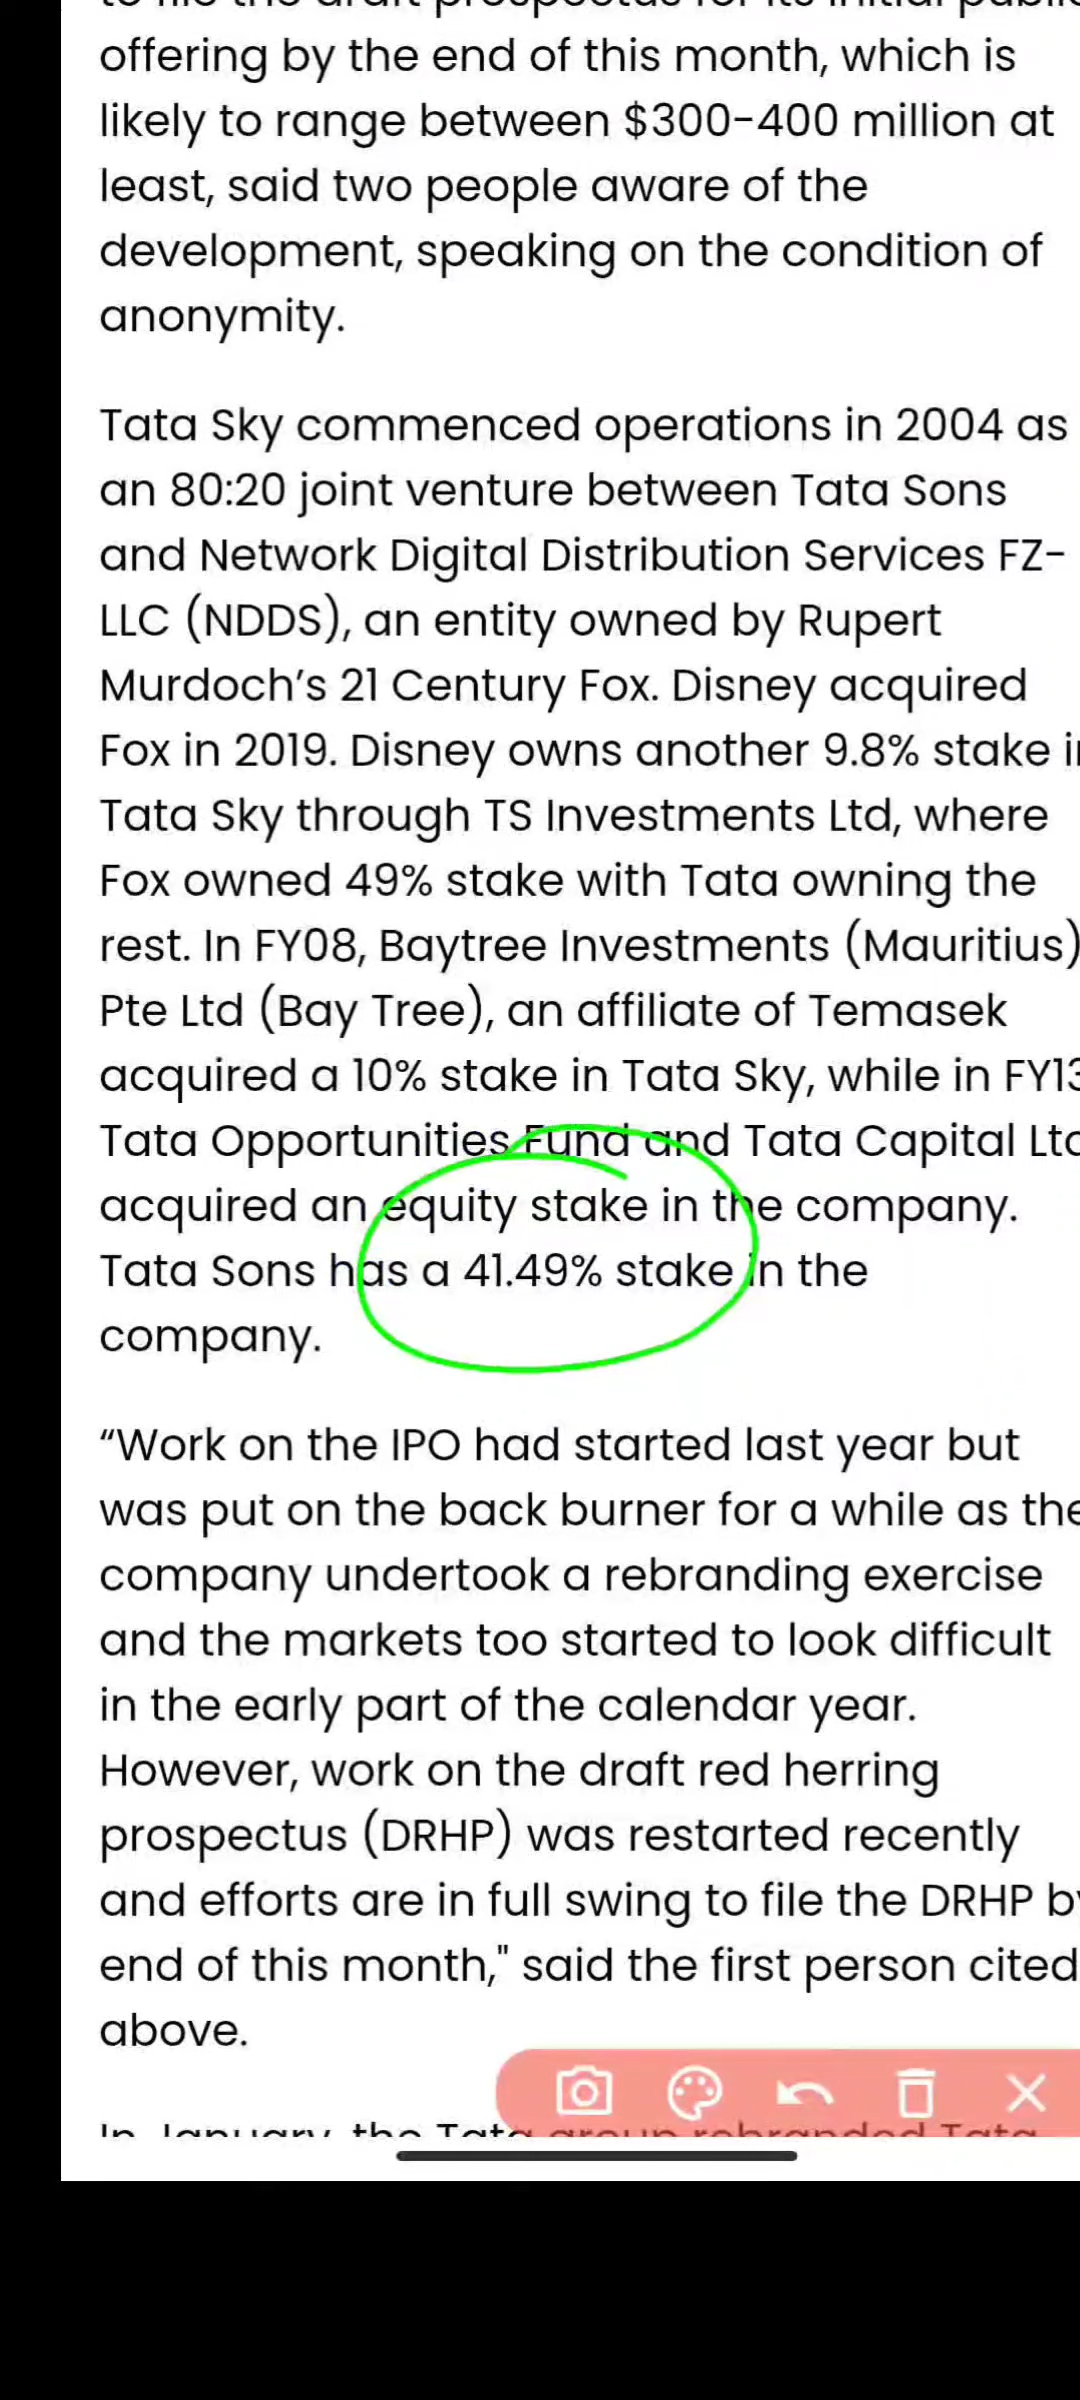 offering by the end of this month, which is
likely to range between $300-400 million at
least, said two people aware of the
development, speaking on the condition of
anonymity.
Tata Sky commenced operations in 2004 as
an 80:20 joint venture between Tata Sons
and Network Digital Distribution Services FZ-
LLC (NDDS), an entity owned by Rupert
Murdoch’s 21 Century Fox. Disney acquired
Fox in 2019. Disney owns another 9.8% stake
Tata Sky through TS Investments Ltd, where
Fox owned 49% stake with Tata owning the
rest. In FY08, Baytree Investments (Mauritius)
Pte Ltd (Bay Tree), an affiliate of Temasek
acquired a 10% stake in Tata Sky, while in FY13
Tata Opportunities Fund and Tata Capital Ltd
acquired an equity stake in the company.
Tata Sons has a 41.49% stake in the
company.
“Work on the IPO had started last year but
was put on the back burner for a while as the
company undertook a rebranding exercise
and the markets too started to look difficult
in the early part of the calendar year.
However, work on the draft red herring
prospectus (DRHP) was restarted recently
and efforts are in full swing to file the DRHP by
end of this month," said the first person cited
above.
In January, the Tata group rebranded Tata